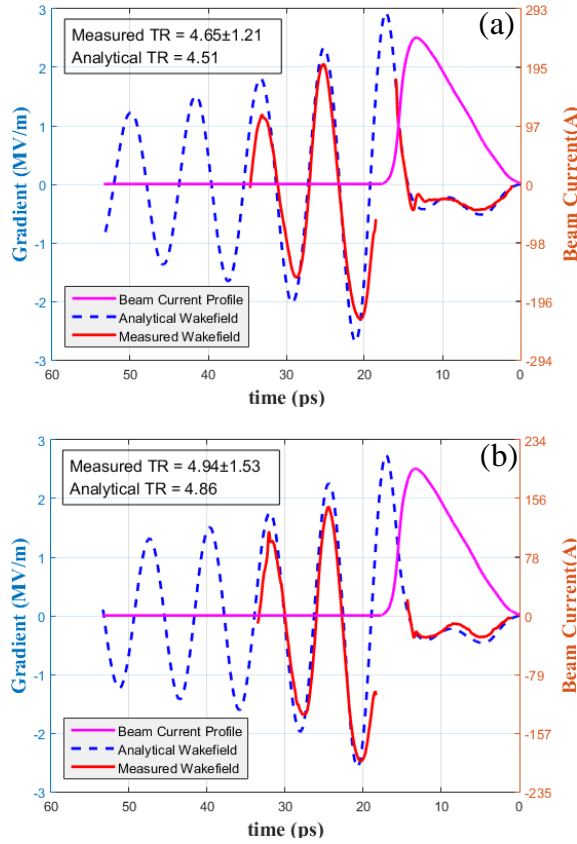 (a)
Measured TR = 4.65±1.21
Analytical TR = 4.51
Gradient (MV/m)
3
2
1
0
-1
-2
-3
Beam Current(A)
293
195
97
0
-98
-196
-294
Beam Current Profile
Analytical Wakefield
Measured Wakefield
60 50 40 30 20 10 0
time (ps)
(b)
Measured TR = 4.94±1.53
Analytical TR = 4.86
Gradient (MV/m)
3
2
1
0
-1
-2
-3
Beam Current(A)
234
156
78
0
-79
-157
-235
Beam Current Profile
Analytical Wakefield
Measured Wakefield
60 50 40 30 20 10 0
time (ps)